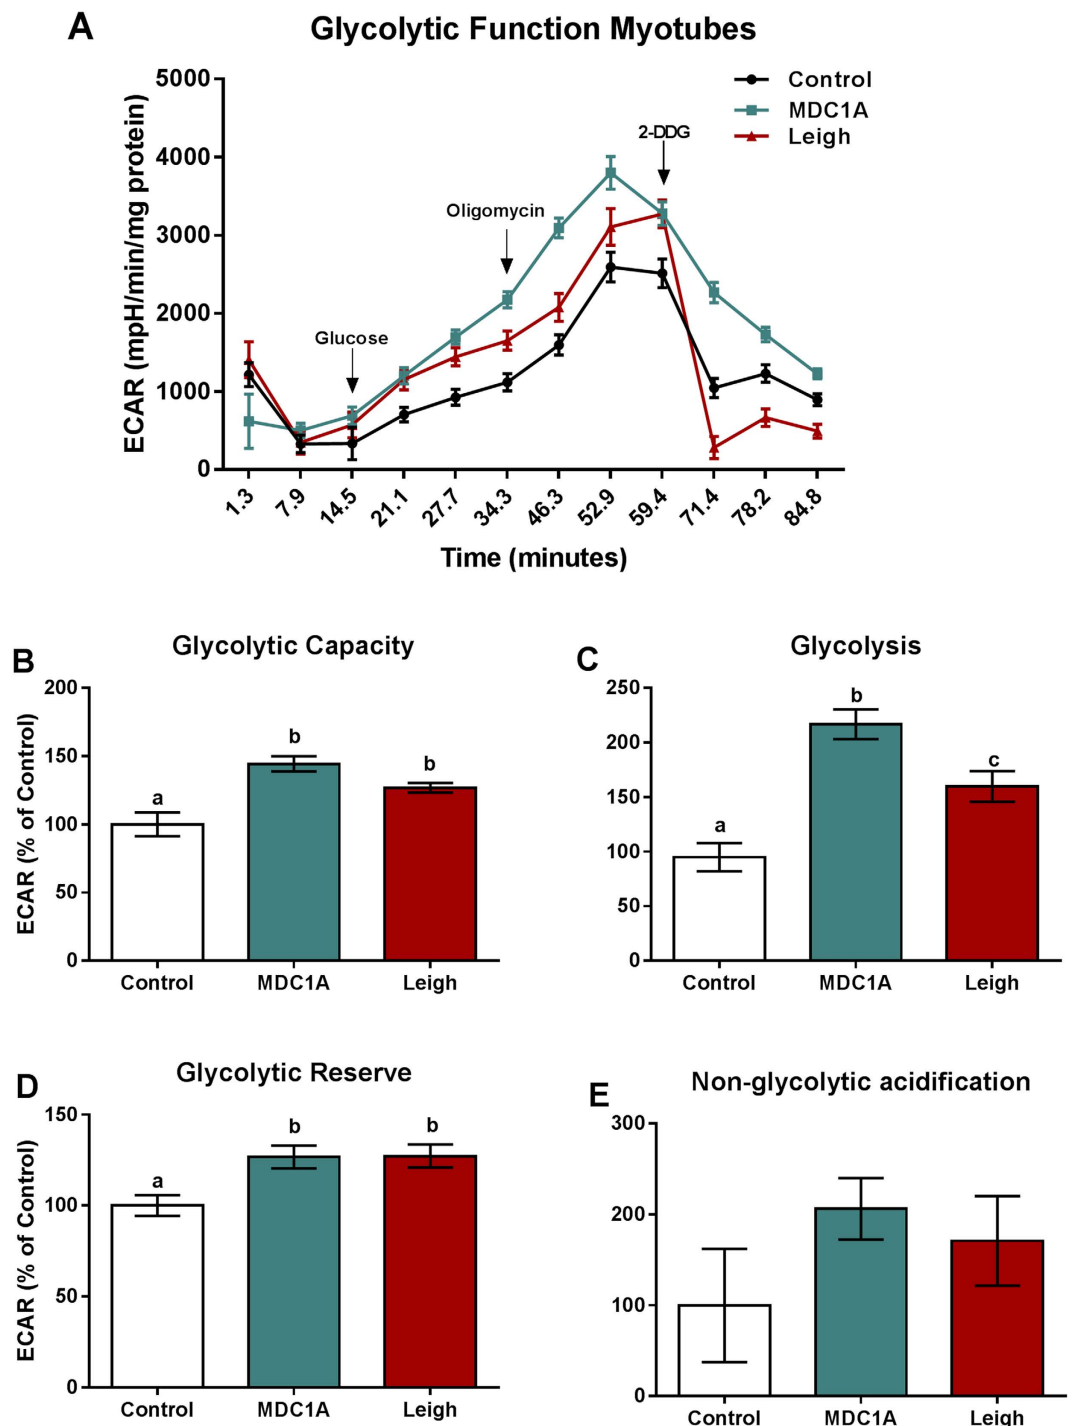 A
Glycolytic Function Myotubes
ECAR (mpH/min/mg protein)
5000
4000
3000
2000
1000
0
Control
MDC1A
Leigh
Glucose
Oligomycin
2-DDG
1.3 7.9 14.5 21.1 27.7 34.3 46.3 52.9 59.4 71.4 78.2 84.8
Time (minutes)
B
Glycolytic Capacity
ECAR (% of Control)
200
150
100
50
0
a
b
b
Control MDC1A Leigh
C
Glycolysis
250
200
150
100
50
0
a
b
c
Control MDC1A Leigh
D
Glycolytic Reserve
ECAR (% of Control)
150
100
50
0
a
b
b
Control MDC1A Leigh
E
Non-glycolytic acidification
300
200
100
0
Control MDC1A Leigh